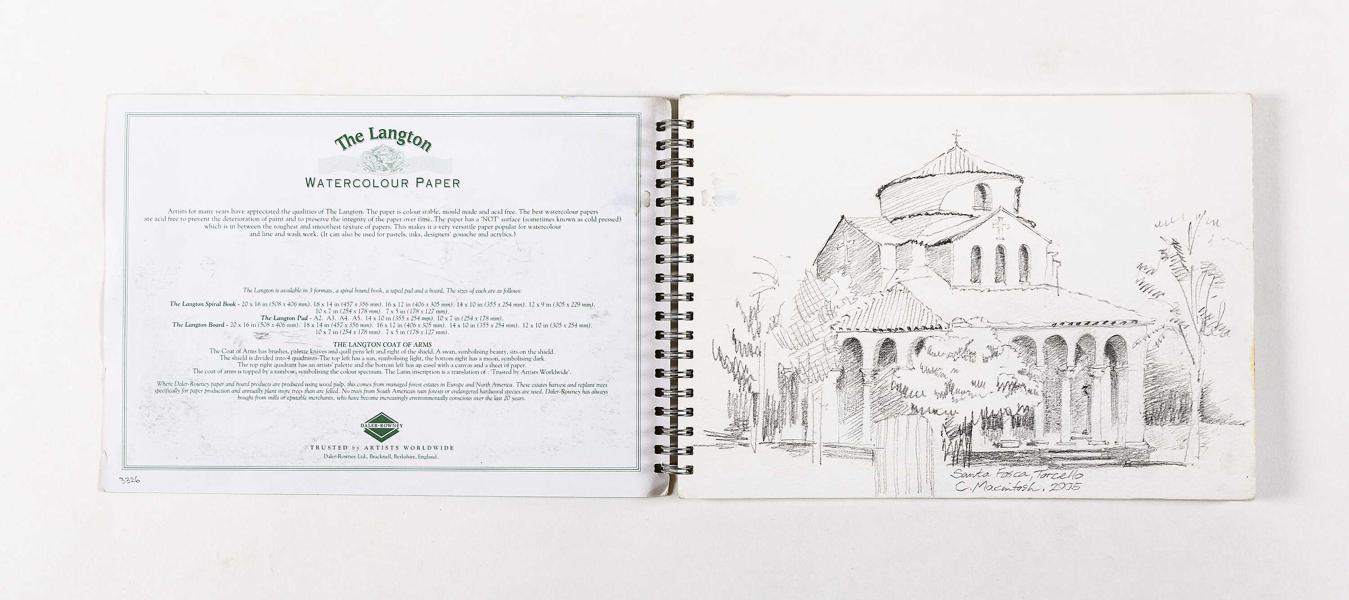 The Langton
WATERCOLOUR PAPER
Artists for many years have appreciated the qualities of The Langton. The paper is colour stable, mould made and acid free. The best watercolour papers
are acid free to prevent the deterioration of paint and to preserve the integrity of the paper over time. The paper has a 'NOT' surface (sometimes known as cold pressed)
which is in between the roughest and smoothest texture of papers. This makes it a very versatile paper popular for watercolour
and line and wash work. (It can also be used for pastels, inks, designers' gouache and acrylics.)
The Langton is available in 3 formats, a spiral bound book, a taped pad and a board. The sizes of each are as follows:
The Langton Spiral Book - 20 x 16 in (508 x 406 mm). 18 x 14 in (457 x 356 mm). 16 x 12 in (406 x 305 mm). 14 x 10 in (355 x 254 mm). 12 x 9 in (305 x 229 mm).
10 x 7 in (254 x 178 mm). 7 x 5 in (178 x 127 mm).
The Langton Pad - A2. A3. A4. A5. 14 x 10 in (355 x 254 mm). 10 x 7 in (254 x 178 mm).
The Langton Board - 20 x 16 in (508 x 406 mm). 18 x 14 in (457 x 356 mm). 16 x 12 in (406 x 305 mm). 14 x 10 in (355 x 254 mm). 12 x 10 in (305 x 254 mm).
10 x 7 in (254 x 178 mm). 7 x 5 in (178 x 127 mm).
THE LANGTON COAT OF ARMS
The Coat of Arms has brushes, palette knives and quill pens left and right of the shield. A swan, symbolising beauty, sits on the shield.
The shield is divided into 4 quadrants-The top left has a sun, symbolising light, the bottom right has a moon, symbolising dark.
The top right quadrant has an artists' palette and the bottom left has an easel with a canvas and a sheet of paper.
The coat of arms is topped by a rainbow, symbolising the colour spectrum. The Latin inscription is a translation of : 'Trusted by Artists Worldwide'.
Where Daler-Rowney paper and board products are produced using wood pulp, this comes from managed forest estates in Europe and North America. These estates harvest and replant trees
specifically for paper production and annually plant more trees than are felled. No trees from South American rain forests or endangered hardwood species are used. Daler-Rowney has always
bought from mills or reputable merchants, who have become increasingly environmentally conscious over the last 20 years.
DALER-ROWNEY
TRUSTED by ARTISTS WORLDWIDE
Daler-Rowney Ltd., Bracknell, Berkshire, England.
3326
Santa Fosca, Torcello
C. Macintosh. 2005